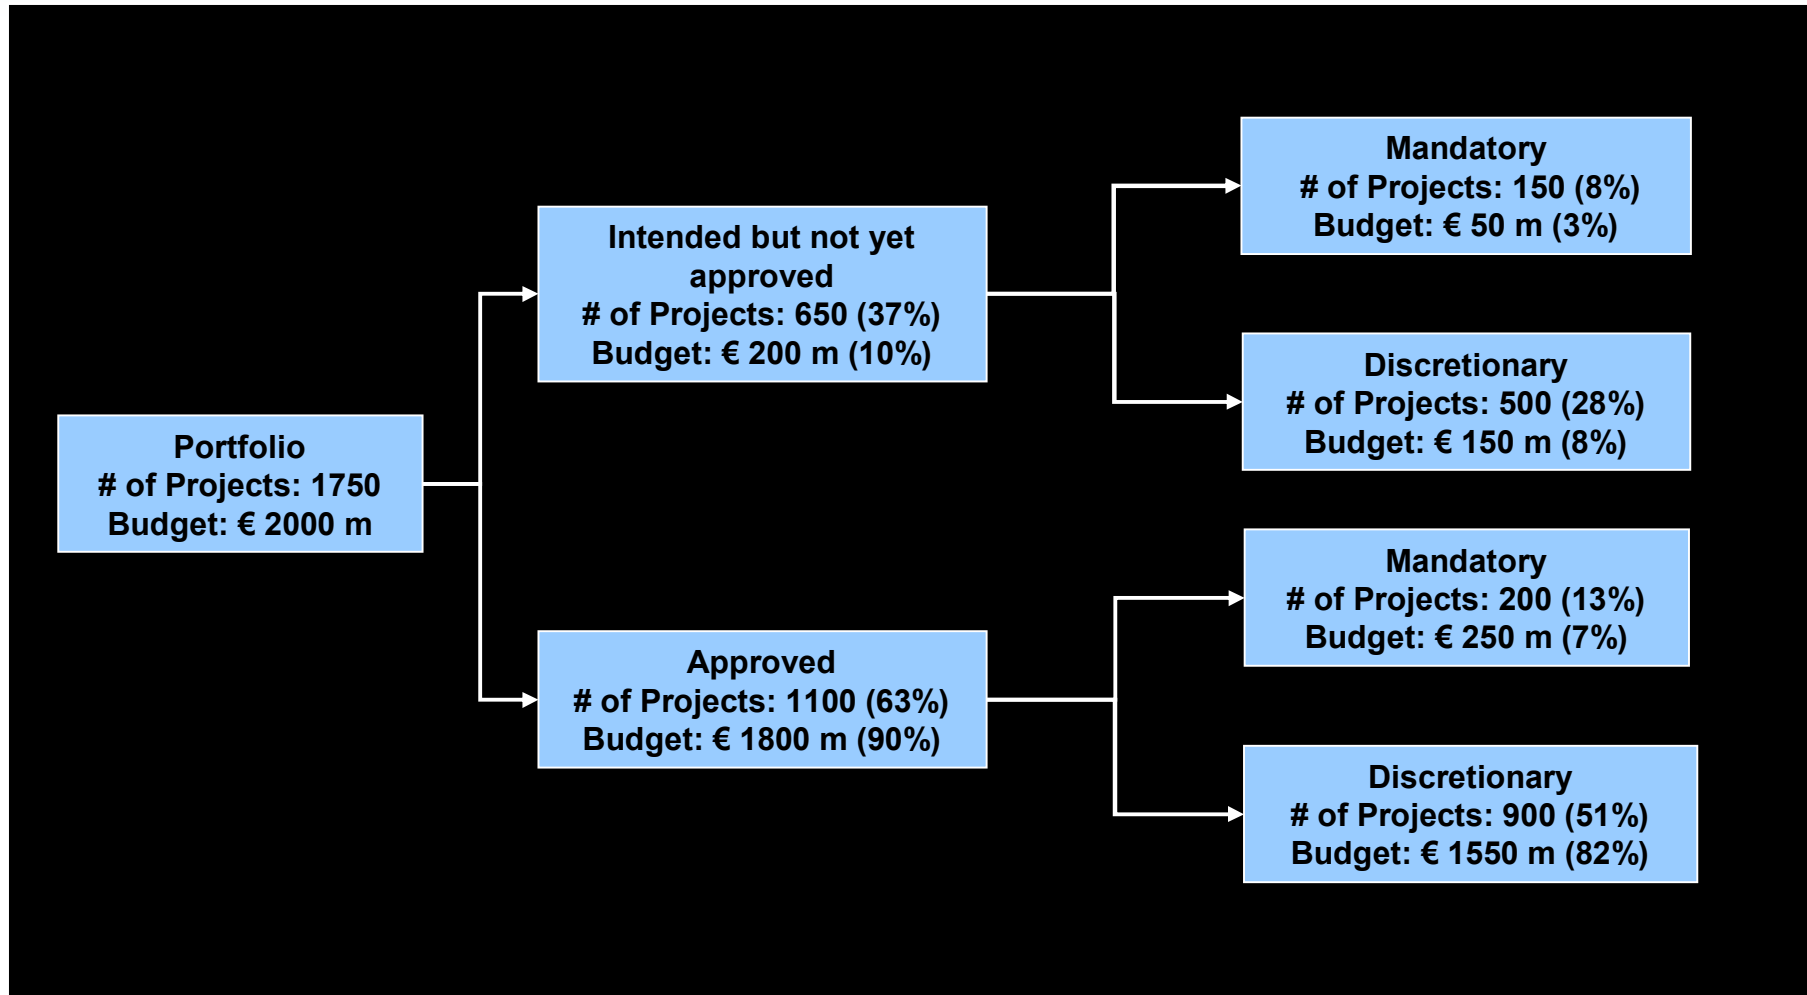 Portfolio
# of Projects: 1750
Budget: € 2000 m
Intended but not yet
approved
# of Projects: 650 (37%)
Budget: € 200 m (10%)
Approved
# of Projects: 1100 (63%)
Budget: € 1800 m (90%)
Mandatory
# of Projects: 150 (8%)
Budget: € 50 m (3%)
Discretionary
# of Projects: 500 (28%)
Budget: € 150 m (8%)
Mandatory
# of Projects: 200 (13%)
Budget: € 250 m (7%)
Discretionary
# of Projects: 900 (51%)
Budget: € 1550 m (82%)